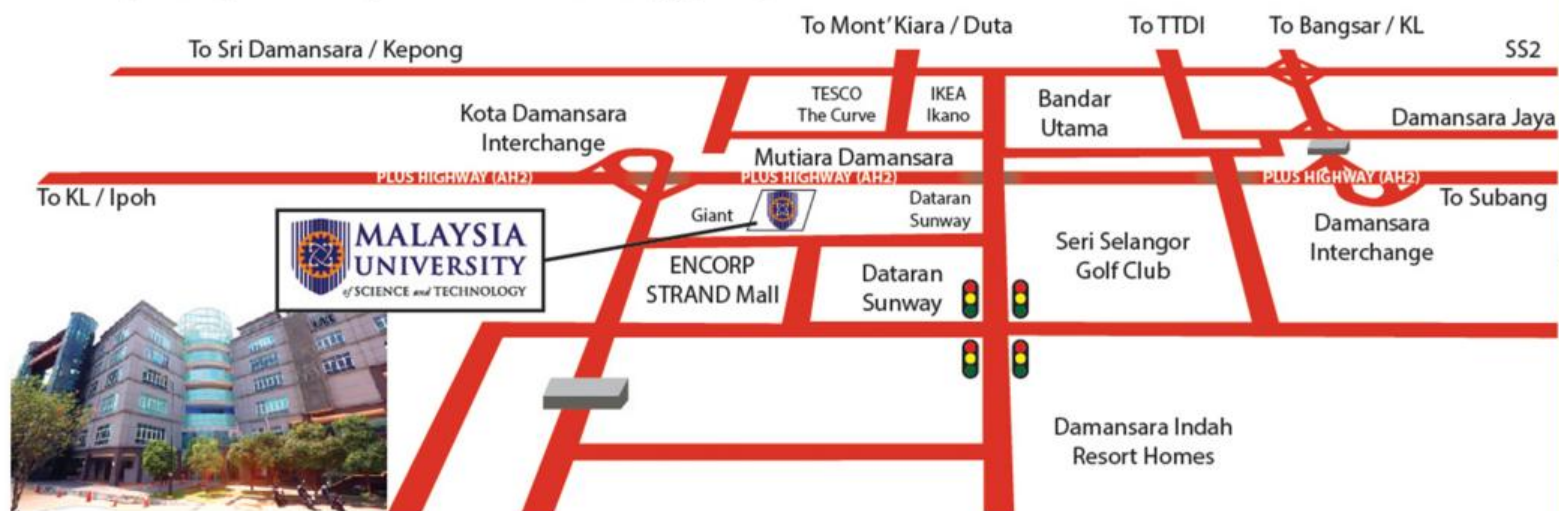 To Sri Damansara / Kepong
To Mont'Kiara / Duta
To TTDI
To Bangsar / KL
SS2
TESCO
The Curve
IKEA
Ikano
Bandar
Utama
Damansara Jaya
Kota Damansara
Interchange
Mutiara Damansara
PLUS HIGHWAY (AH2)
PLUS HIGHWAY (AH2)
PLUS HIGHWAY (AH2)
To KL / Ipoh
To Subang
Giant
Dataran
Sunway
Damansara
Interchange
MALAYSIA
UNIVERSITY
of SCIENCE and TECHNOLOGY
ENCORP
STRAND Mall
Dataran
Sunway
Seri Selangor
Golf Club
Damansara Indah
Resort Homes